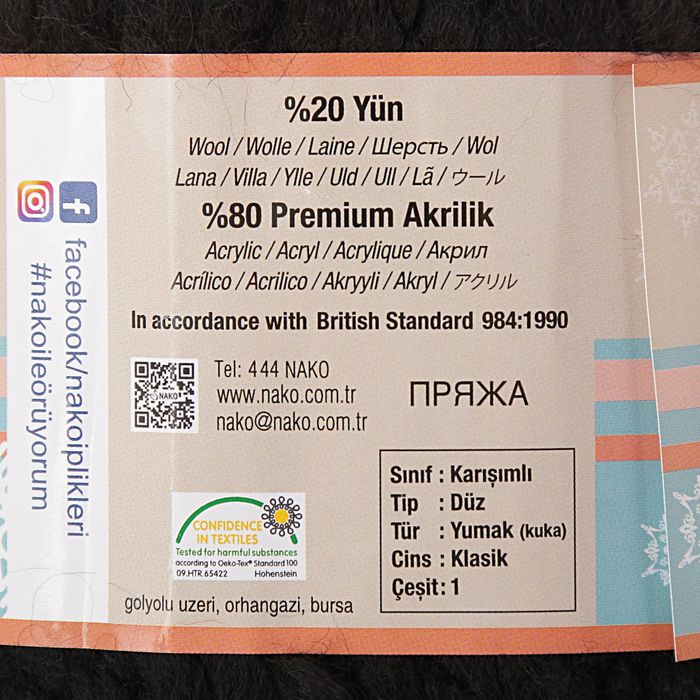 %20 Yün
Wool / Wolle / Laine / Шерсть / Wol
Lana / Villa / Ylle / Uld / Ull / Lã / ウール
%80 Premium Akrilik
Acrylic / Acryl / Acrylique / Акрил
Acrílico / Acrilico / Akryyli / Akryl / アクリル
In accordance with British Standard 984:1990
facebook/nakoiplikleri
#nakoileörüyorum
NAKO
Tel: 444 NAKO
www.nako.com.tr
nako@nako.com.tr
ПРЯЖА
Sınıf : Karışımlı
Tip : Düz
Tür : Yumak (kuka)
Cins : Klasik
Çeşit : 1
CONFIDENCE
IN TEXTILES
Tested for harmful substances
according to Oeko-Tex® Standard 100
09.HTR.65422 Hohenstein
golyolu uzeri, orhangazi, bursa